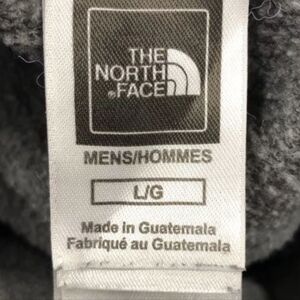 THE
NORTH
®FACE
MENS/HOMMES
L/G
Made in Guatemala
Fabriqué au Guatemala